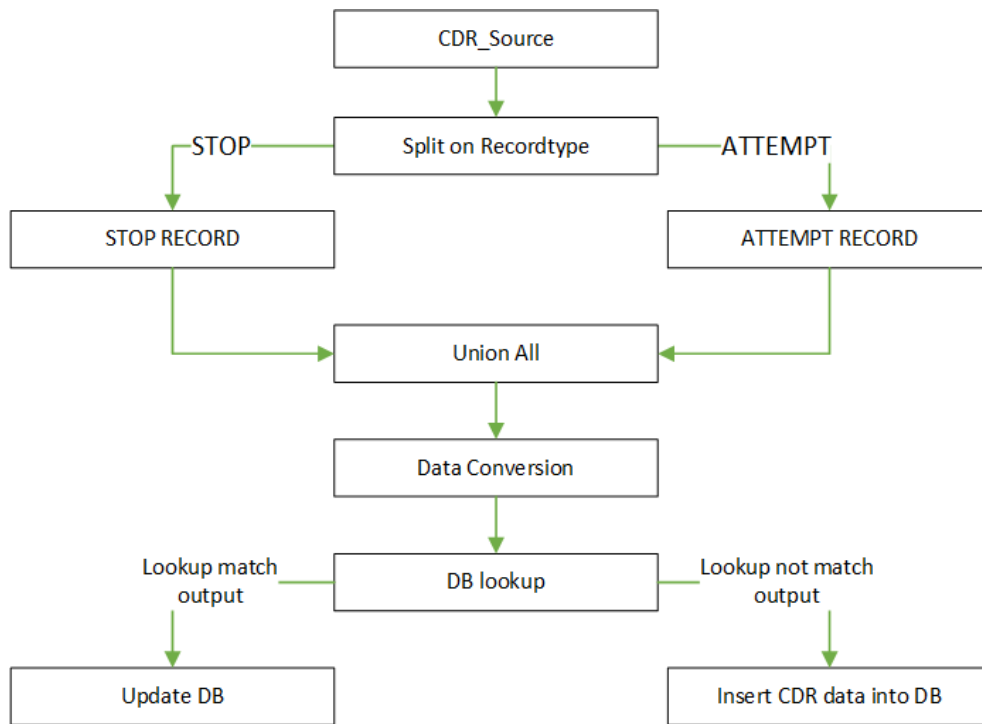 CDR_Source
STOP
Split on Recordtype
ATTEMPT
STOP RECORD
ATTEMPT RECORD
Union All
Data Conversion
Lookup match
output
DB lookup
Lookup not match
output
Update DB
Insert CDR data into DB